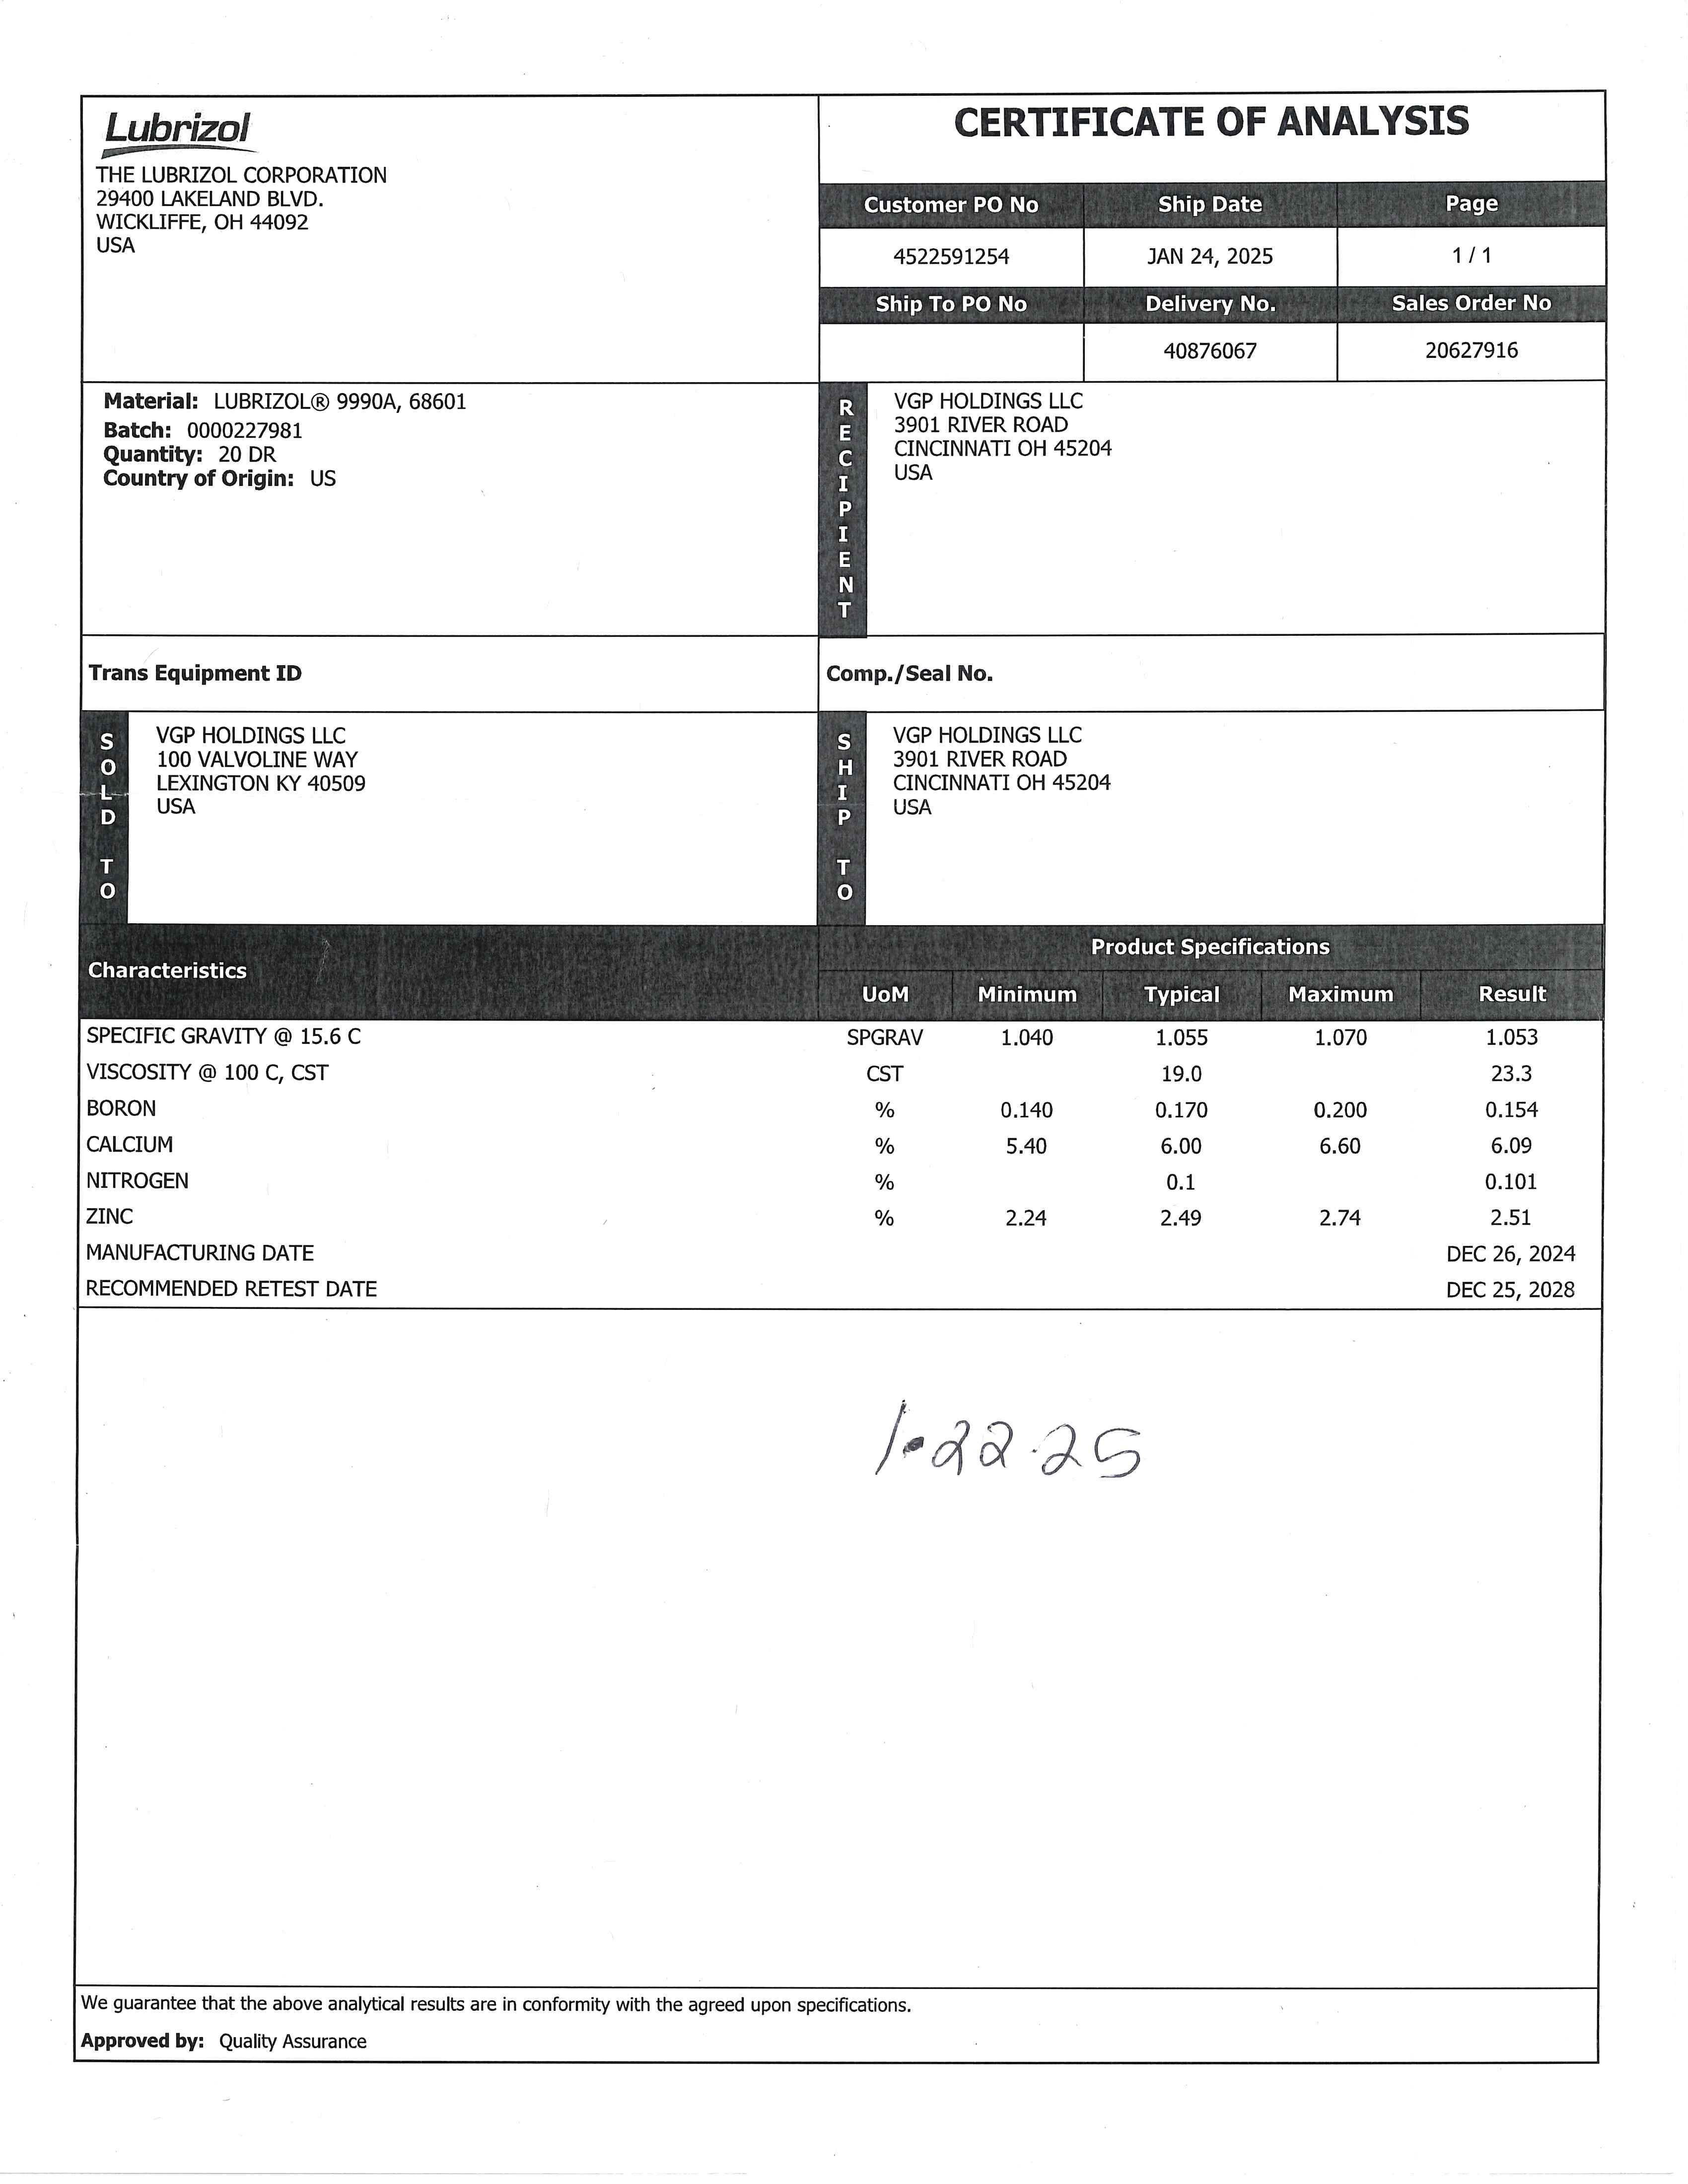 Lubrizol
THE LUBRIZOL CORPORATION
29400 LAKELAND BLVD.
WICKLIFFE, OH 44092
USA
CERTIFICATE OF ANALYSIS
Customer PO No Ship Date Page
4522591254 JAN 24, 2025 1 / 1
Ship To PO No Delivery No. Sales Order No
40876067 20627916
Material: LUBRIZOL® 9990A, 68601
Batch: 0000227981
Quantity: 20 DR
Country of Origin: US
RECIPIENT
VGP HOLDINGS LLC
3901 RIVER ROAD
CINCINNATI OH 45204
USA
Trans Equipment ID
Comp./Seal No.
SOLD TO
VGP HOLDINGS LLC
100 VALVOLINE WAY
LEXINGTON KY 40509
USA
SHIP TO
VGP HOLDINGS LLC
3901 RIVER ROAD
CINCINNATI OH 45204
USA
Characteristics
Product Specifications
UoM Minimum Typical Maximum Result
SPECIFIC GRAVITY @ 15.6 C SPGRAV 1.040 1.055 1.070 1.053
VISCOSITY @ 100 C, CST CST 19.0 23.3
BORON % 0.140 0.170 0.200 0.154
CALCIUM % 5.40 6.00 6.60 6.09
NITROGEN % 0.1 0.101
ZINC % 2.24 2.49 2.74 2.51
MANUFACTURING DATE DEC 26, 2024
RECOMMENDED RETEST DATE DEC 25, 2028
1-22-25
We guarantee that the above analytical results are in conformity with the agreed upon specifications.
Approved by: Quality Assurance